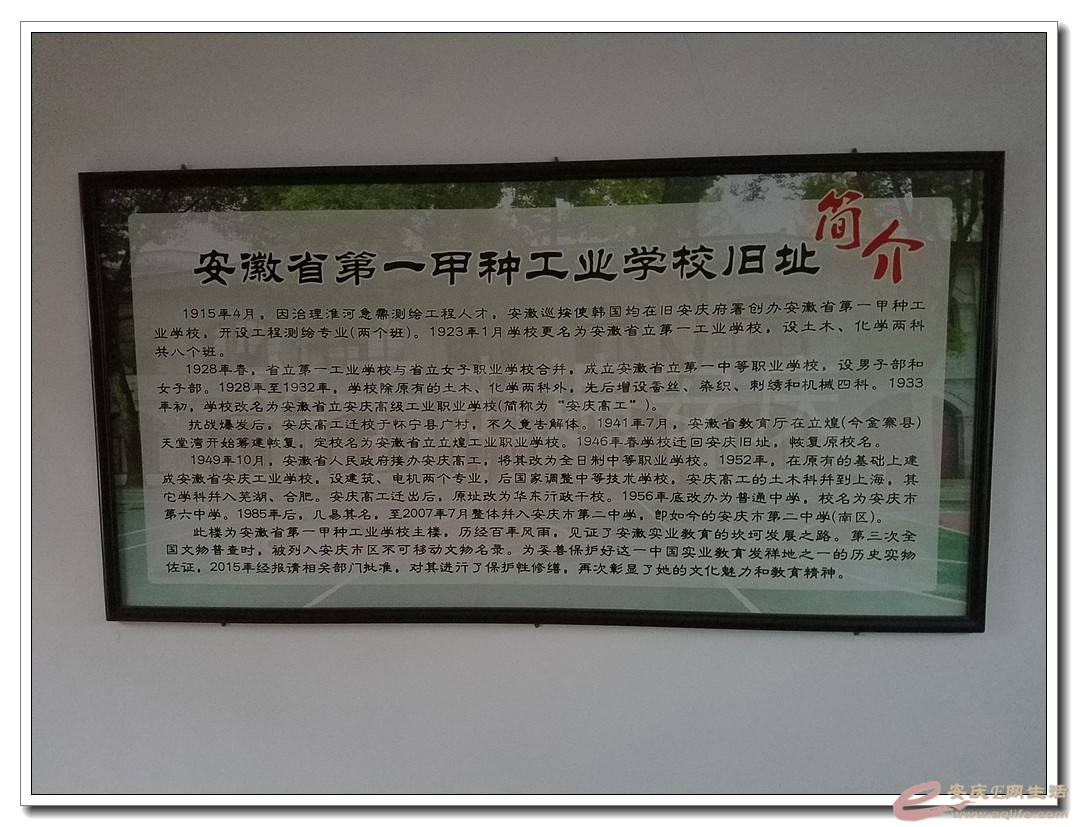 安徽省第一甲种工业学校旧址
简介
1915年4月，因治理淮河急需测绘工程人才，安徽巡按使韩国均在旧安庆府署创办安徽省第一甲种工
业学校，开设工程测绘专业(两个班)。1923年1月学校更名为安徽省立第一工业学校，设土木、化学两科
共八个班。
1928年春，省立第一工业学校与省立女子职业学校合并，成立安徽省立第一中等职业学校，设男子部和
女子部。1928年至1932年，学校除原有的土木、化学两科外，先后增设蚕丝、染织、刺绣和机械四科。1933
年初，学校改名为安徽省立安庆高级工业职业学校(简称为“安庆高工”)。
抗战爆发后，安庆高工迁校于怀宁县广村，不久竟告解体。1941年7月，安徽省教育厅在立煌(今金寨县)
天堂湾开始筹建恢复，定校名为安徽省立立煌工业职业学校。1946年春学校迁回安庆旧址，恢复原校名。
1949年10月，安徽省人民政府接办安庆高工，将其改为全日制中等职业学校。1952年，在原有的基础上建
成安徽省安庆工业学校，设建筑、电机两个专业，后国家调整中等技术学校，安庆高工的土木科并到上海，其
它学科并入芜湖、合肥。安庆高工迁出后，原址改为华东行政干校。1956年底改办为普通中学，校名为安庆市
第六中学。1985年后，几易其名，至2007年7月整体并入安庆市第二中学，即如今的安庆市第二中学(南区)。
此楼为安徽省第一甲种工业学校主楼，历经百年风雨，见证了安徽实业教育的坎坷发展之路。第三次全
国文物普查时，被列入安庆市区不可移动文物名录。为妥善保护好这一中国实业教育发祥地之一的历史实物
佐证，2015年经报请相关部门批准，对其进行了保护性修缮，再次彰显了她的文化魅力和教育精神。
安庆E网生活
www.aqlife.com